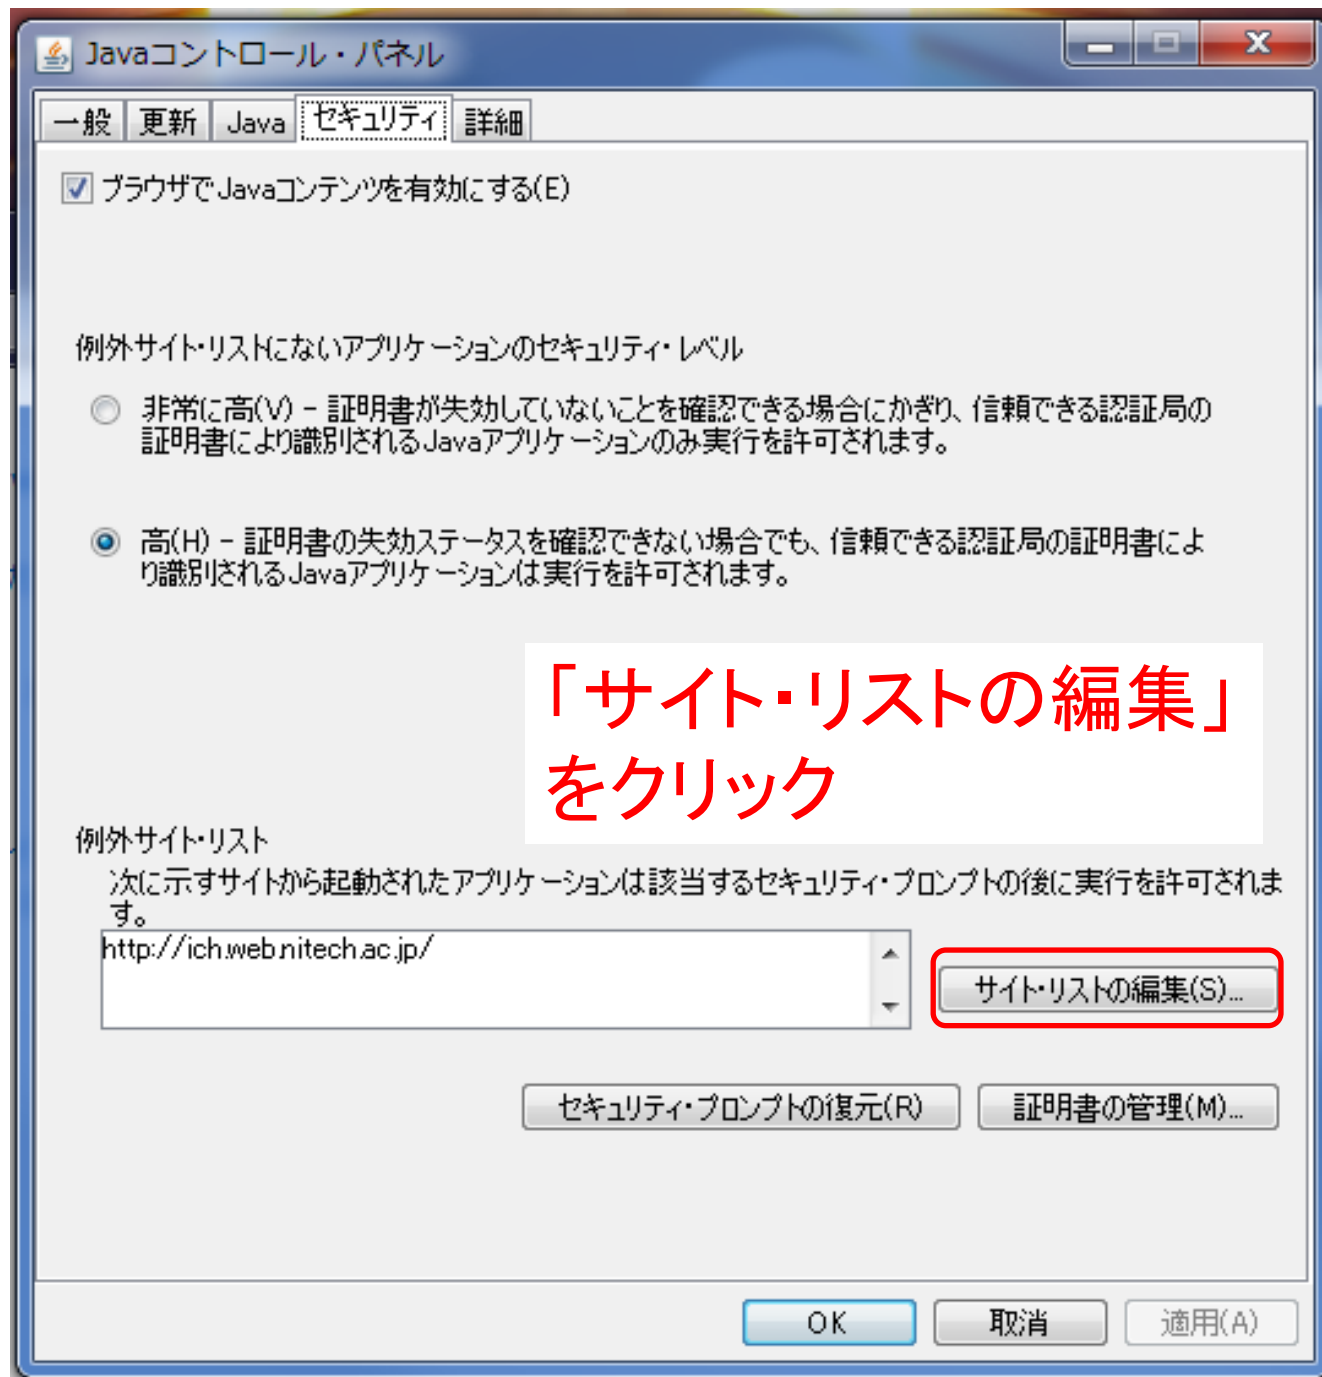 Javaコントロール・パネル
一般 更新 Java セキュリティ 詳細
ブラウザでJavaコンテンツを有効にする(E)
例外サイト・リストにないアプリケーションのセキュリティ・レベル
非常に高(V) - 証明書が失効していないことを確認できる場合にかぎり、信頼できる認証局の
証明書により識別されるJavaアプリケーションのみ実行を許可されます。
高(H) - 証明書の失効ステータスを確認できない場合でも、信頼できる認証局の証明書によ
り識別されるJavaアプリケーションは実行を許可されます。
「サイト・リストの編集」
をクリック
例外サイト・リスト
次に示すサイトから起動されたアプリケーションは該当するセキュリティ・プロンプトの後に実行を許可されま
す。
http://ich.web.nitech.ac.jp/
サイト・リストの編集(S)...
セキュリティ・プロンプトの復元(R) 証明書の管理(M)...
OK 取消 適用(A)